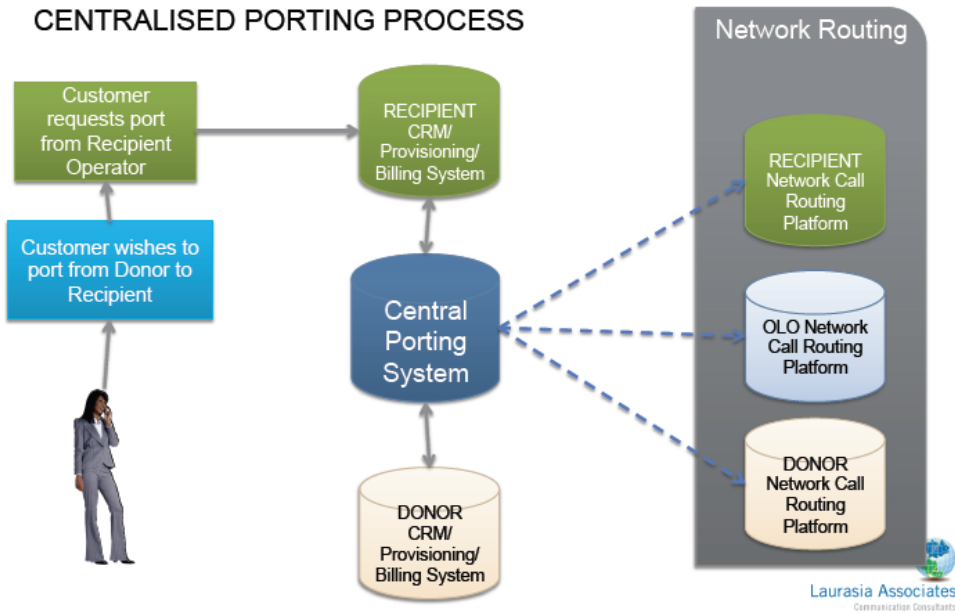 CENTRALISED PORTING PROCESS
Network Routing
Customer
requests port
from Recipient
Operator
RECIPIENT
CRM/
Provisioning/
Billing System
RECIPIENT
Network Call
Routing
Platform
Customer wishes to
port from Donor to
Recipient
Central
Porting
System
OLO Network
Call Routing
Platform
DONOR
CRM/
Provisioning/
Billing System
DONOR
Network Call
Routing
Platform
Laurasia Associates
Communication Consultants